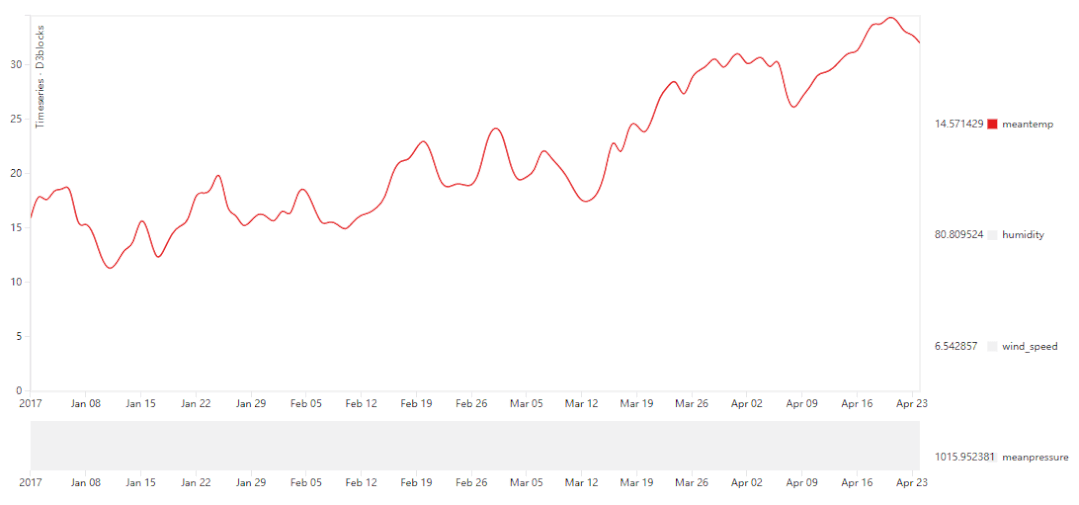 Timeseries - D3blocks
30
25
20
15
10
5
0
2017 Jan 08 Jan 15 Jan 22 Jan 29 Feb 05 Feb 12 Feb 19 Feb 26 Mar 05 Mar 12 Mar 19 Mar 26 Apr 02 Apr 09 Apr 16 Apr 23
2017 Jan 08 Jan 15 Jan 22 Jan 29 Feb 05 Feb 12 Feb 19 Feb 26 Mar 05 Mar 12 Mar 19 Mar 26 Apr 02 Apr 09 Apr 16 Apr 23
14.571429 meantemp
80.809524 humidity
6.542857 wind_speed
1015.952381 meanpressure